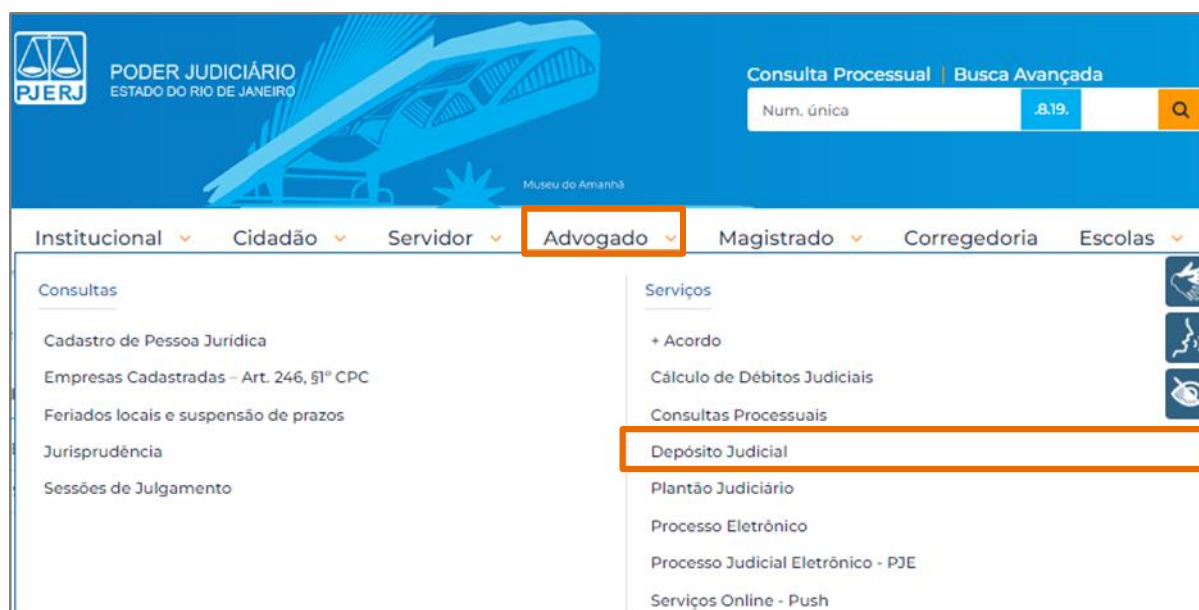 PJERJ
PODER JUDICIÁRIO
ESTADO DO RIO DE JANEIRO
Consulta Processual | Busca Avançada
Num. única .8.19.
Museu do Amanhã
Institucional Cidadão Servidor Advogado Magistrado Corregedoria Escolas
Consultas
Cadastro de Pessoa Jurídica
Empresas Cadastradas – Art. 246, §1º CPC
Feriados locais e suspensão de prazos
Jurisprudência
Sessões de Julgamento
Serviços
+ Acordo
Cálculo de Débitos Judiciais
Consultas Processuais
Depósito Judicial
Plantão Judiciário
Processo Eletrônico
Processo Judicial Eletrônico - PJE
Serviços Online - Push